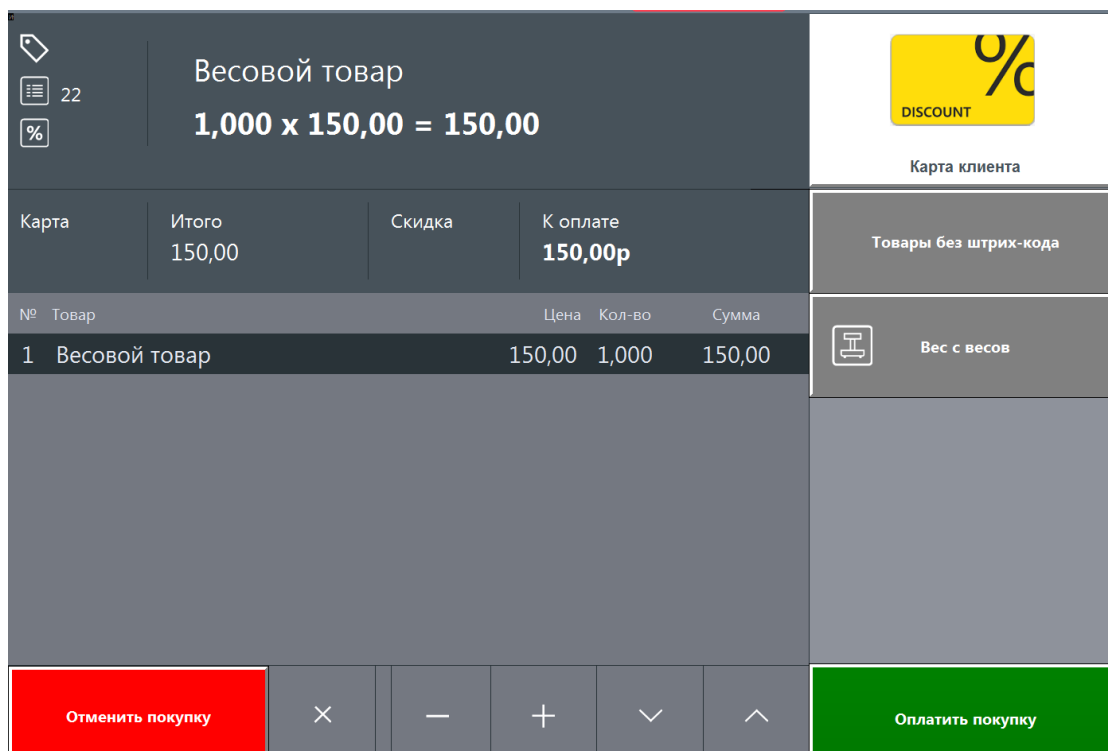 Весовой товар
22
%
1,000 x 150,00 = 150,00
%
DISCOUNT
Карта клиента
Карта Итого Скидка К оплате
150,00 150,00р
Товары без штрих-кода
№ Товар Цена Кол-во Сумма
1 Весовой товар 150,00 1,000 150,00
Вес с весов
Отменить покупку
Оплатить покупку